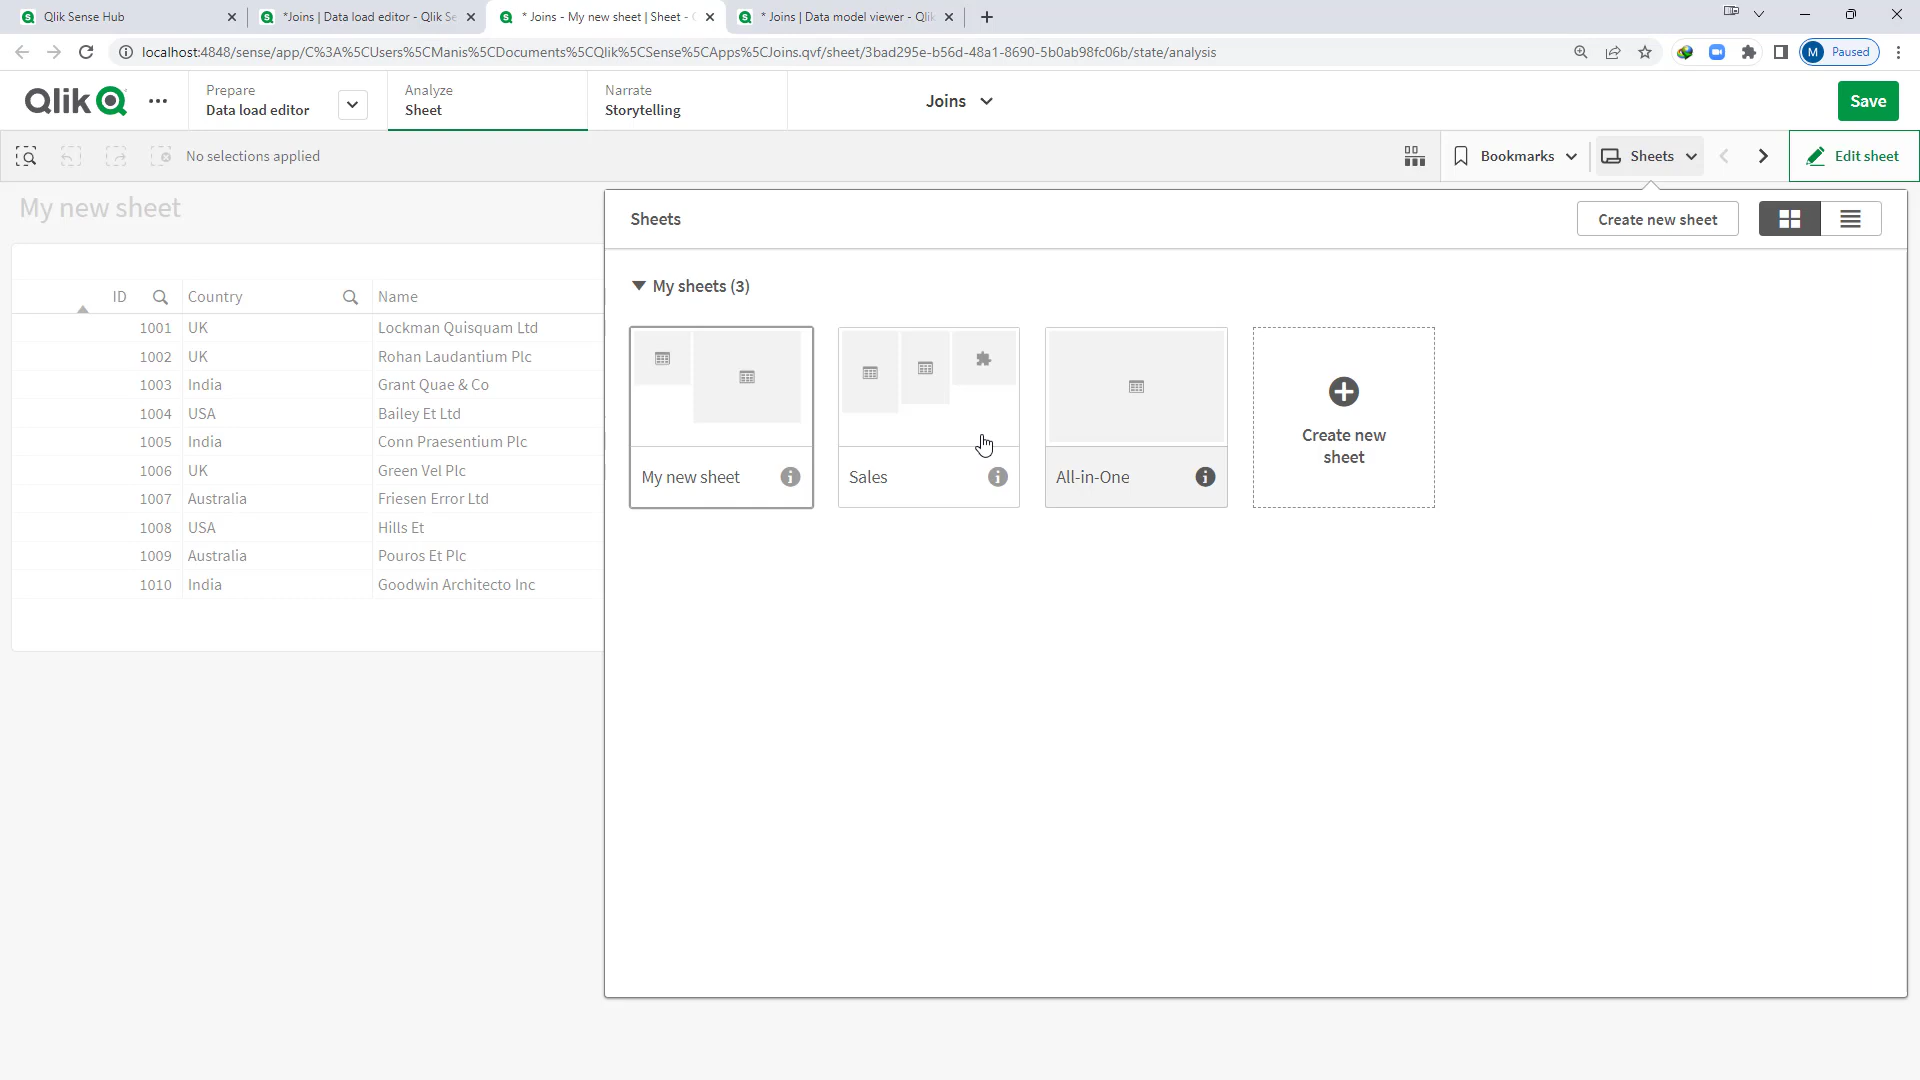 Qlik Sense Hub
*Joins | Data load editor - Qlik Se
* Joins - My new sheet | Sheet -
* Joins | Data model viewer - Qlik
localhost:4848/sense/app/C%3A%5CUsers%5CManis%5CDocuments%5CQlik%5CSense%5CApps%5CJoins.qvf/sheet/3bad295e-b56d-48a1-8690-5b0ab98fc06b/state/analysis
M Paused
Qlik
Prepare
Data load editor
Analyze
Sheet
Narrate
Storytelling
Joins
Save
No selections applied
Bookmarks
Sheets
Edit sheet
My new sheet
Sheets
Create new sheet
My sheets (3)
ID Country Name
1001 UK Lockman Quisquam Ltd
1002 UK Rohan Laudantium Plc
1003 India Grant Quae & Co
1004 USA Bailey Et Ltd
1005 India Conn Praesentium Plc
1006 UK Green Vel Plc
1007 Australia Friesen Error Ltd
1008 USA Hills Et
1009 Australia Pouros Et Plc
1010 India Goodwin Architecto Inc
My new sheet
Sales
All-in-One
Create new
sheet